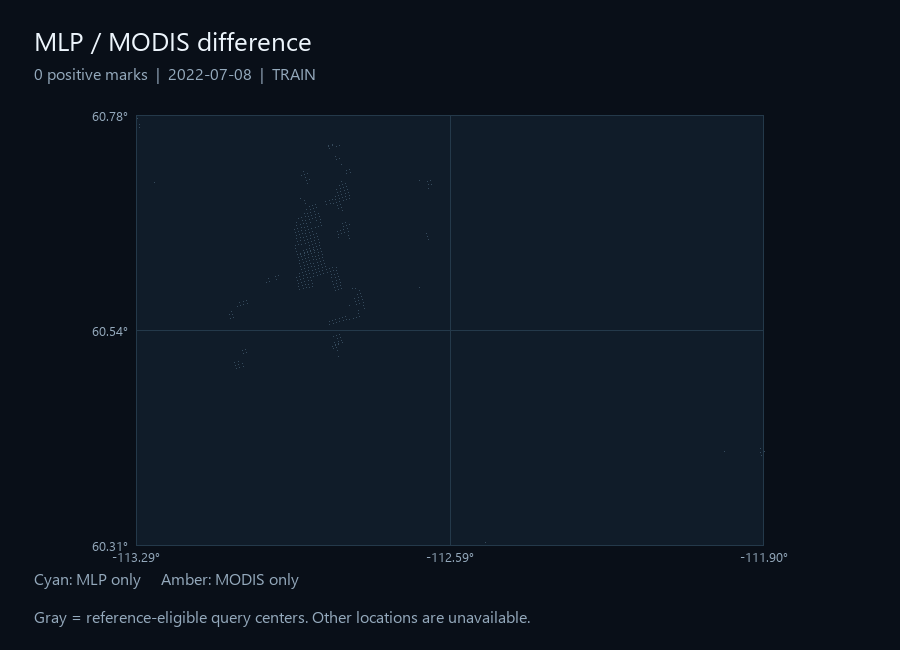 MLP / MODIS difference
0 positive marks | 2022-07-08 | TRAIN
60.78°
60.54°
60.31°
-113.29° -112.59° -111.90°
Cyan: MLP only Amber: MODIS only
Gray = reference-eligible query centers. Other locations are unavailable.